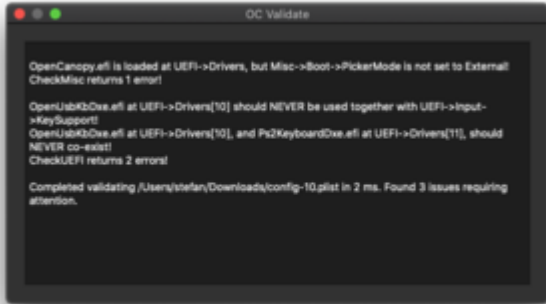 OC Validate
OpenCanopy.efi is loaded at UEFI->Drivers, but Misc->Boot->PickerMode is not set to External!
CheckMisc returns 1 error!
OpenUsbKbDxe.efi at UEFI->Drivers[10] should NEVER be used together with UEFI->Input-
>KeySupport!
OpenUsbKbDxe.efi at UEFI->Drivers[10], and Ps2KeyboardDxe.efi at UEFI->Drivers[11], should
NEVER co-exist!
CheckUEFI returns 2 errors!
Completed validating /Users/stefan/Downloads/config-10.plist in 2 ms. Found 3 issues requiring
attention.